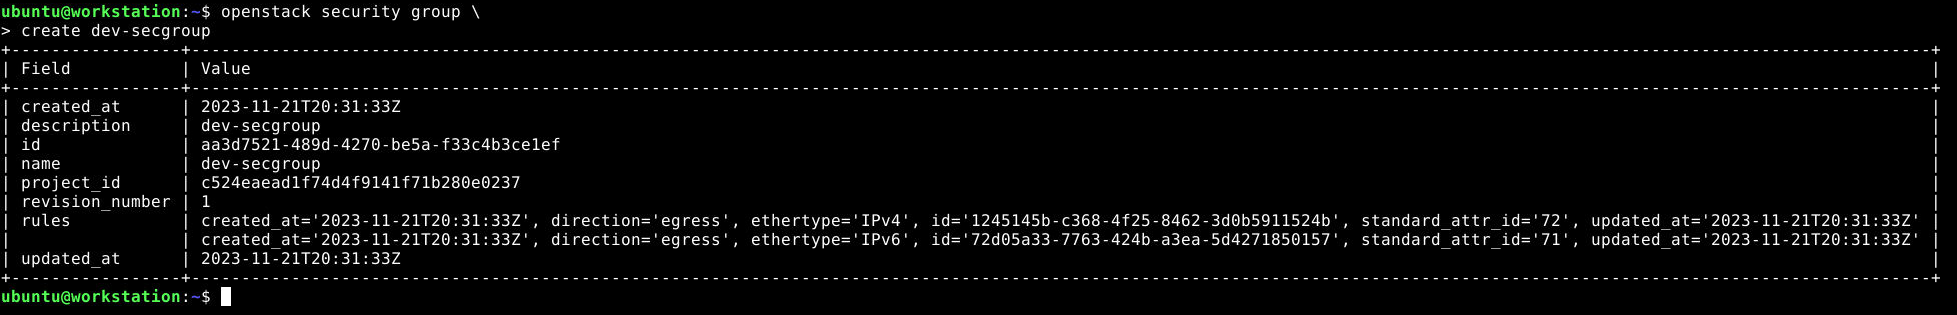 ubuntu@workstation:~$ openstack security group \
> create dev-secgroup
+-----------------+------------------------------------------------------------------------------------------------------------------------------------------------------------------------------+
| Field           | Value                                                                                                                                                                        |
+-----------------+------------------------------------------------------------------------------------------------------------------------------------------------------------------------------+
| created_at      | 2023-11-21T20:31:33Z                                                                                                                                                         |
| description     | dev-secgroup                                                                                                                                                                 |
| id              | aa3d7521-489d-4270-be5a-f33c4b3ce1ef                                                                                                                                         |
| name            | dev-secgroup                                                                                                                                                                 |
| project_id      | c524eaead1f74d4f9141f71b280e0237                                                                                                                                             |
| revision_number | 1                                                                                                                                                                            |
| rules           | created_at='2023-11-21T20:31:33Z', direction='egress', ethertype='IPv4', id='1245145b-c368-4f25-8462-3d0b5911524b', standard_attr_id='72', updated_at='2023-11-21T20:31:33Z' |
|                 | created_at='2023-11-21T20:31:33Z', direction='egress', ethertype='IPv6', id='72d05a33-7763-424b-a3ea-5d4271850157', standard_attr_id='71', updated_at='2023-11-21T20:31:33Z' |
| updated_at      | 2023-11-21T20:31:33Z                                                                                                                                                         |
+-----------------+------------------------------------------------------------------------------------------------------------------------------------------------------------------------------+
ubuntu@workstation:~$